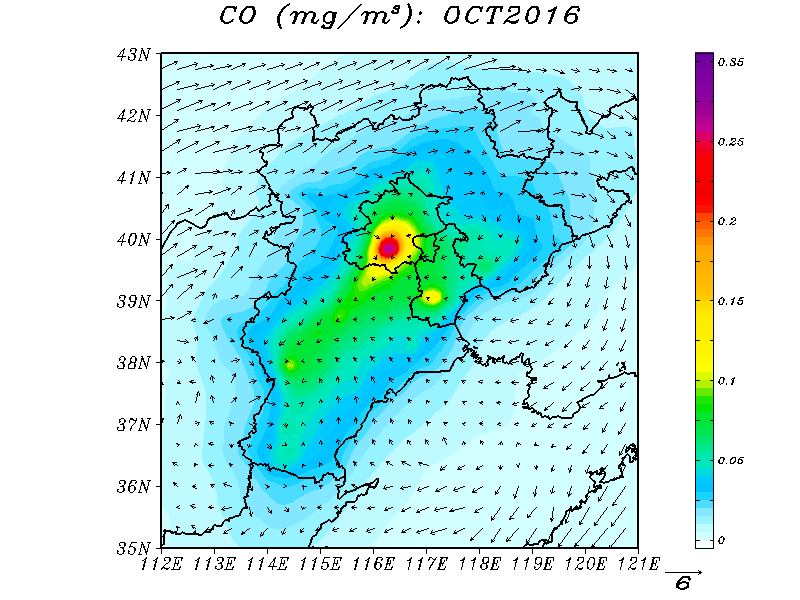 CO (mg/m³): OCT2016
43N
42N
41N
40N
39N
38N
37N
36N
35N
112E 113E 114E 115E 116E 117E 118E 119E 120E 121E
0.35
0.25
0.2
0.15
0.1
0.05
0
6